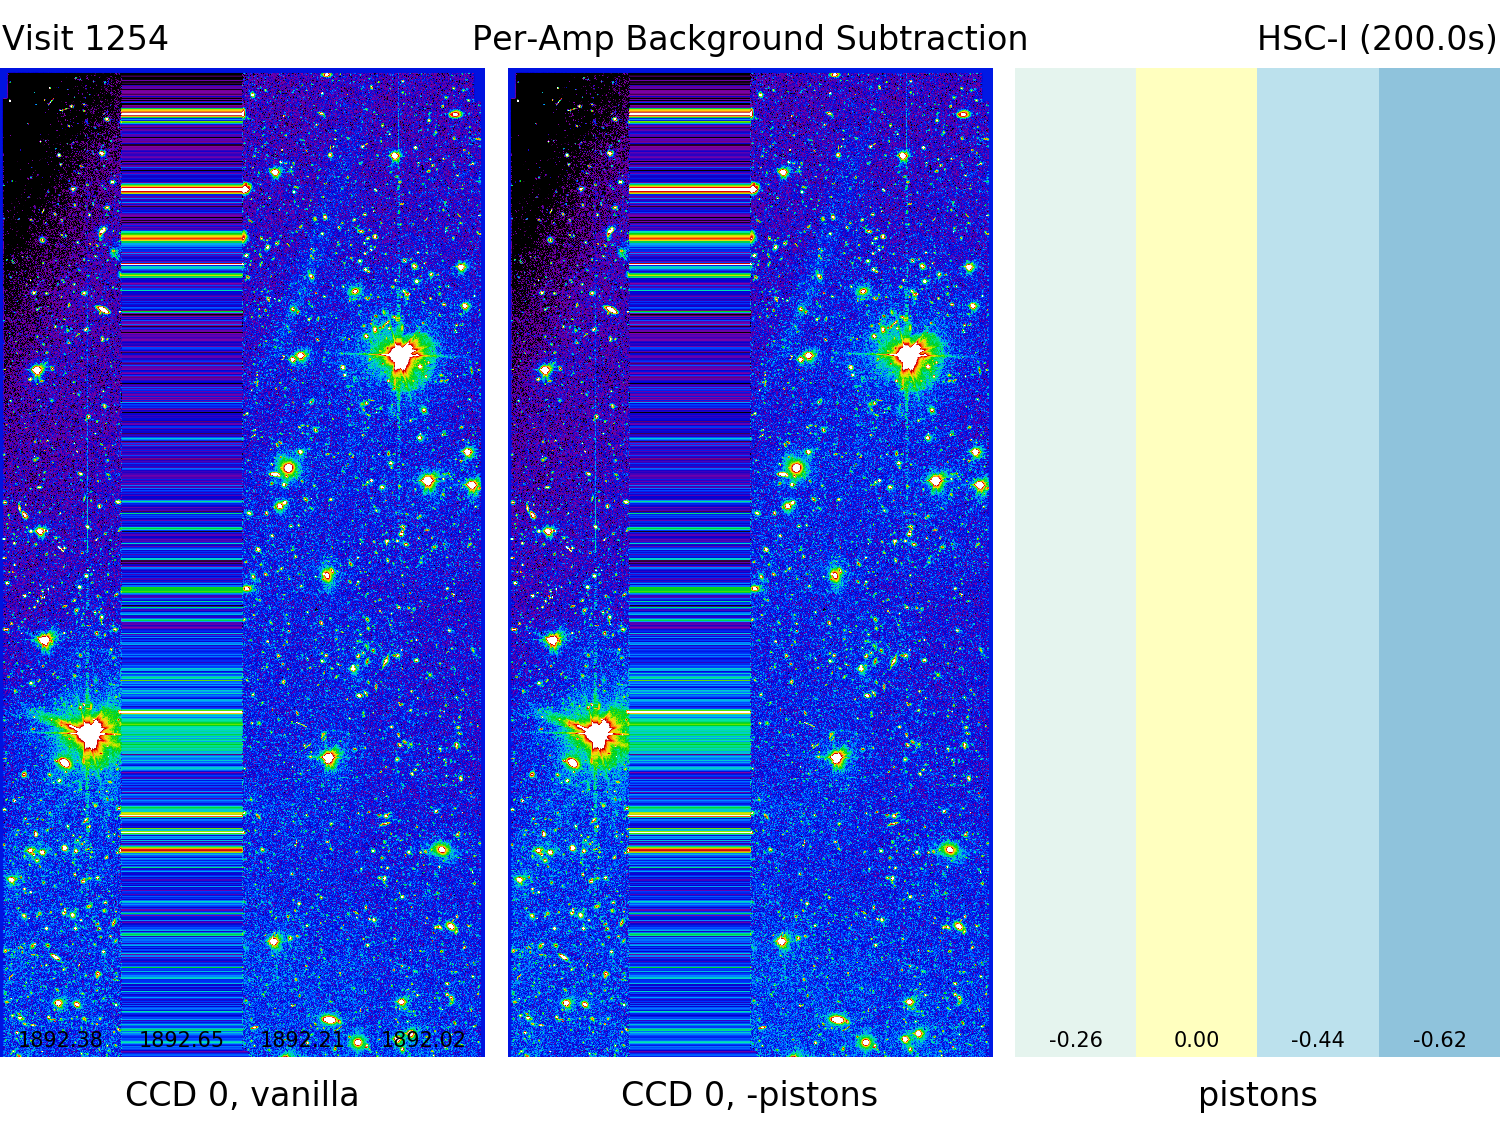 Visit 1254 Per-Amp Background Subtraction HSC-I (200.0s)
1892.38 1892.65 1892.21 1892.02 -0.26 0.00 -0.44 -0.62
CCD 0, vanilla CCD 0, -pistons pistons